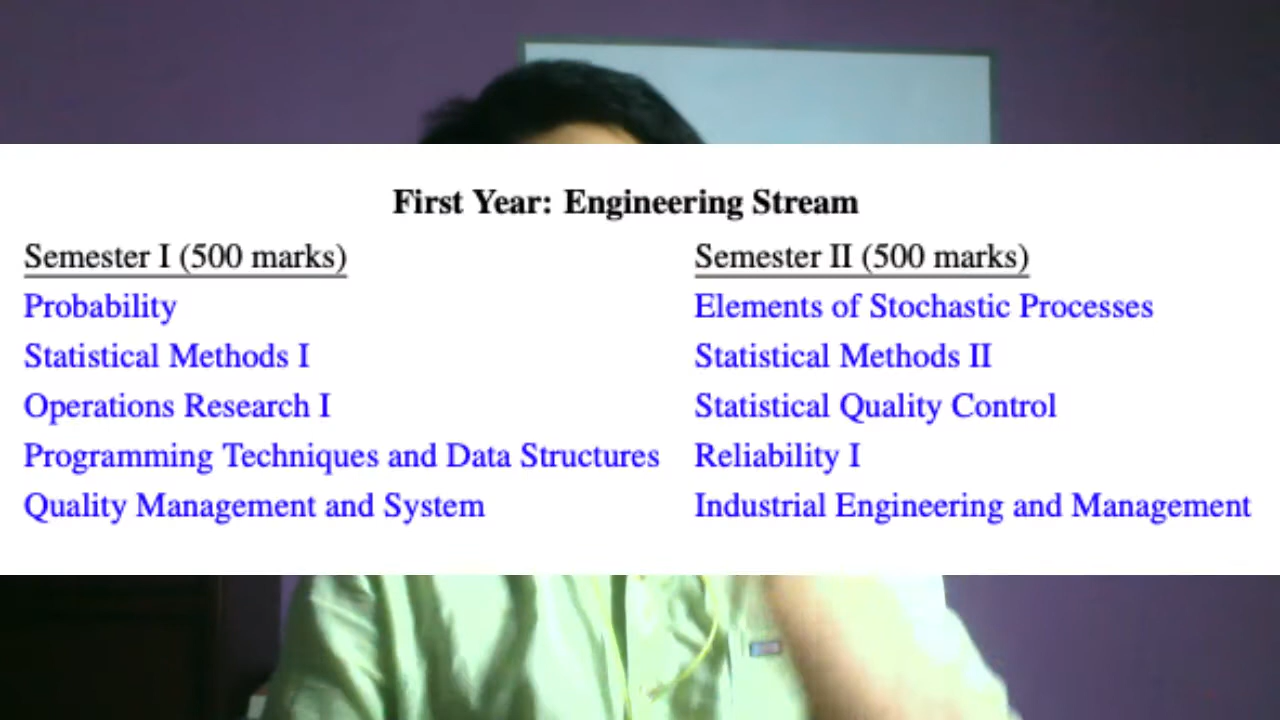 First Year: Engineering Stream
Semester I (500 marks)
Probability
Statistical Methods I
Operations Research I
Programming Techniques and Data Structures
Quality Management and System
Semester II (500 marks)
Elements of Stochastic Processes
Statistical Methods II
Statistical Quality Control
Reliability I
Industrial Engineering and Management